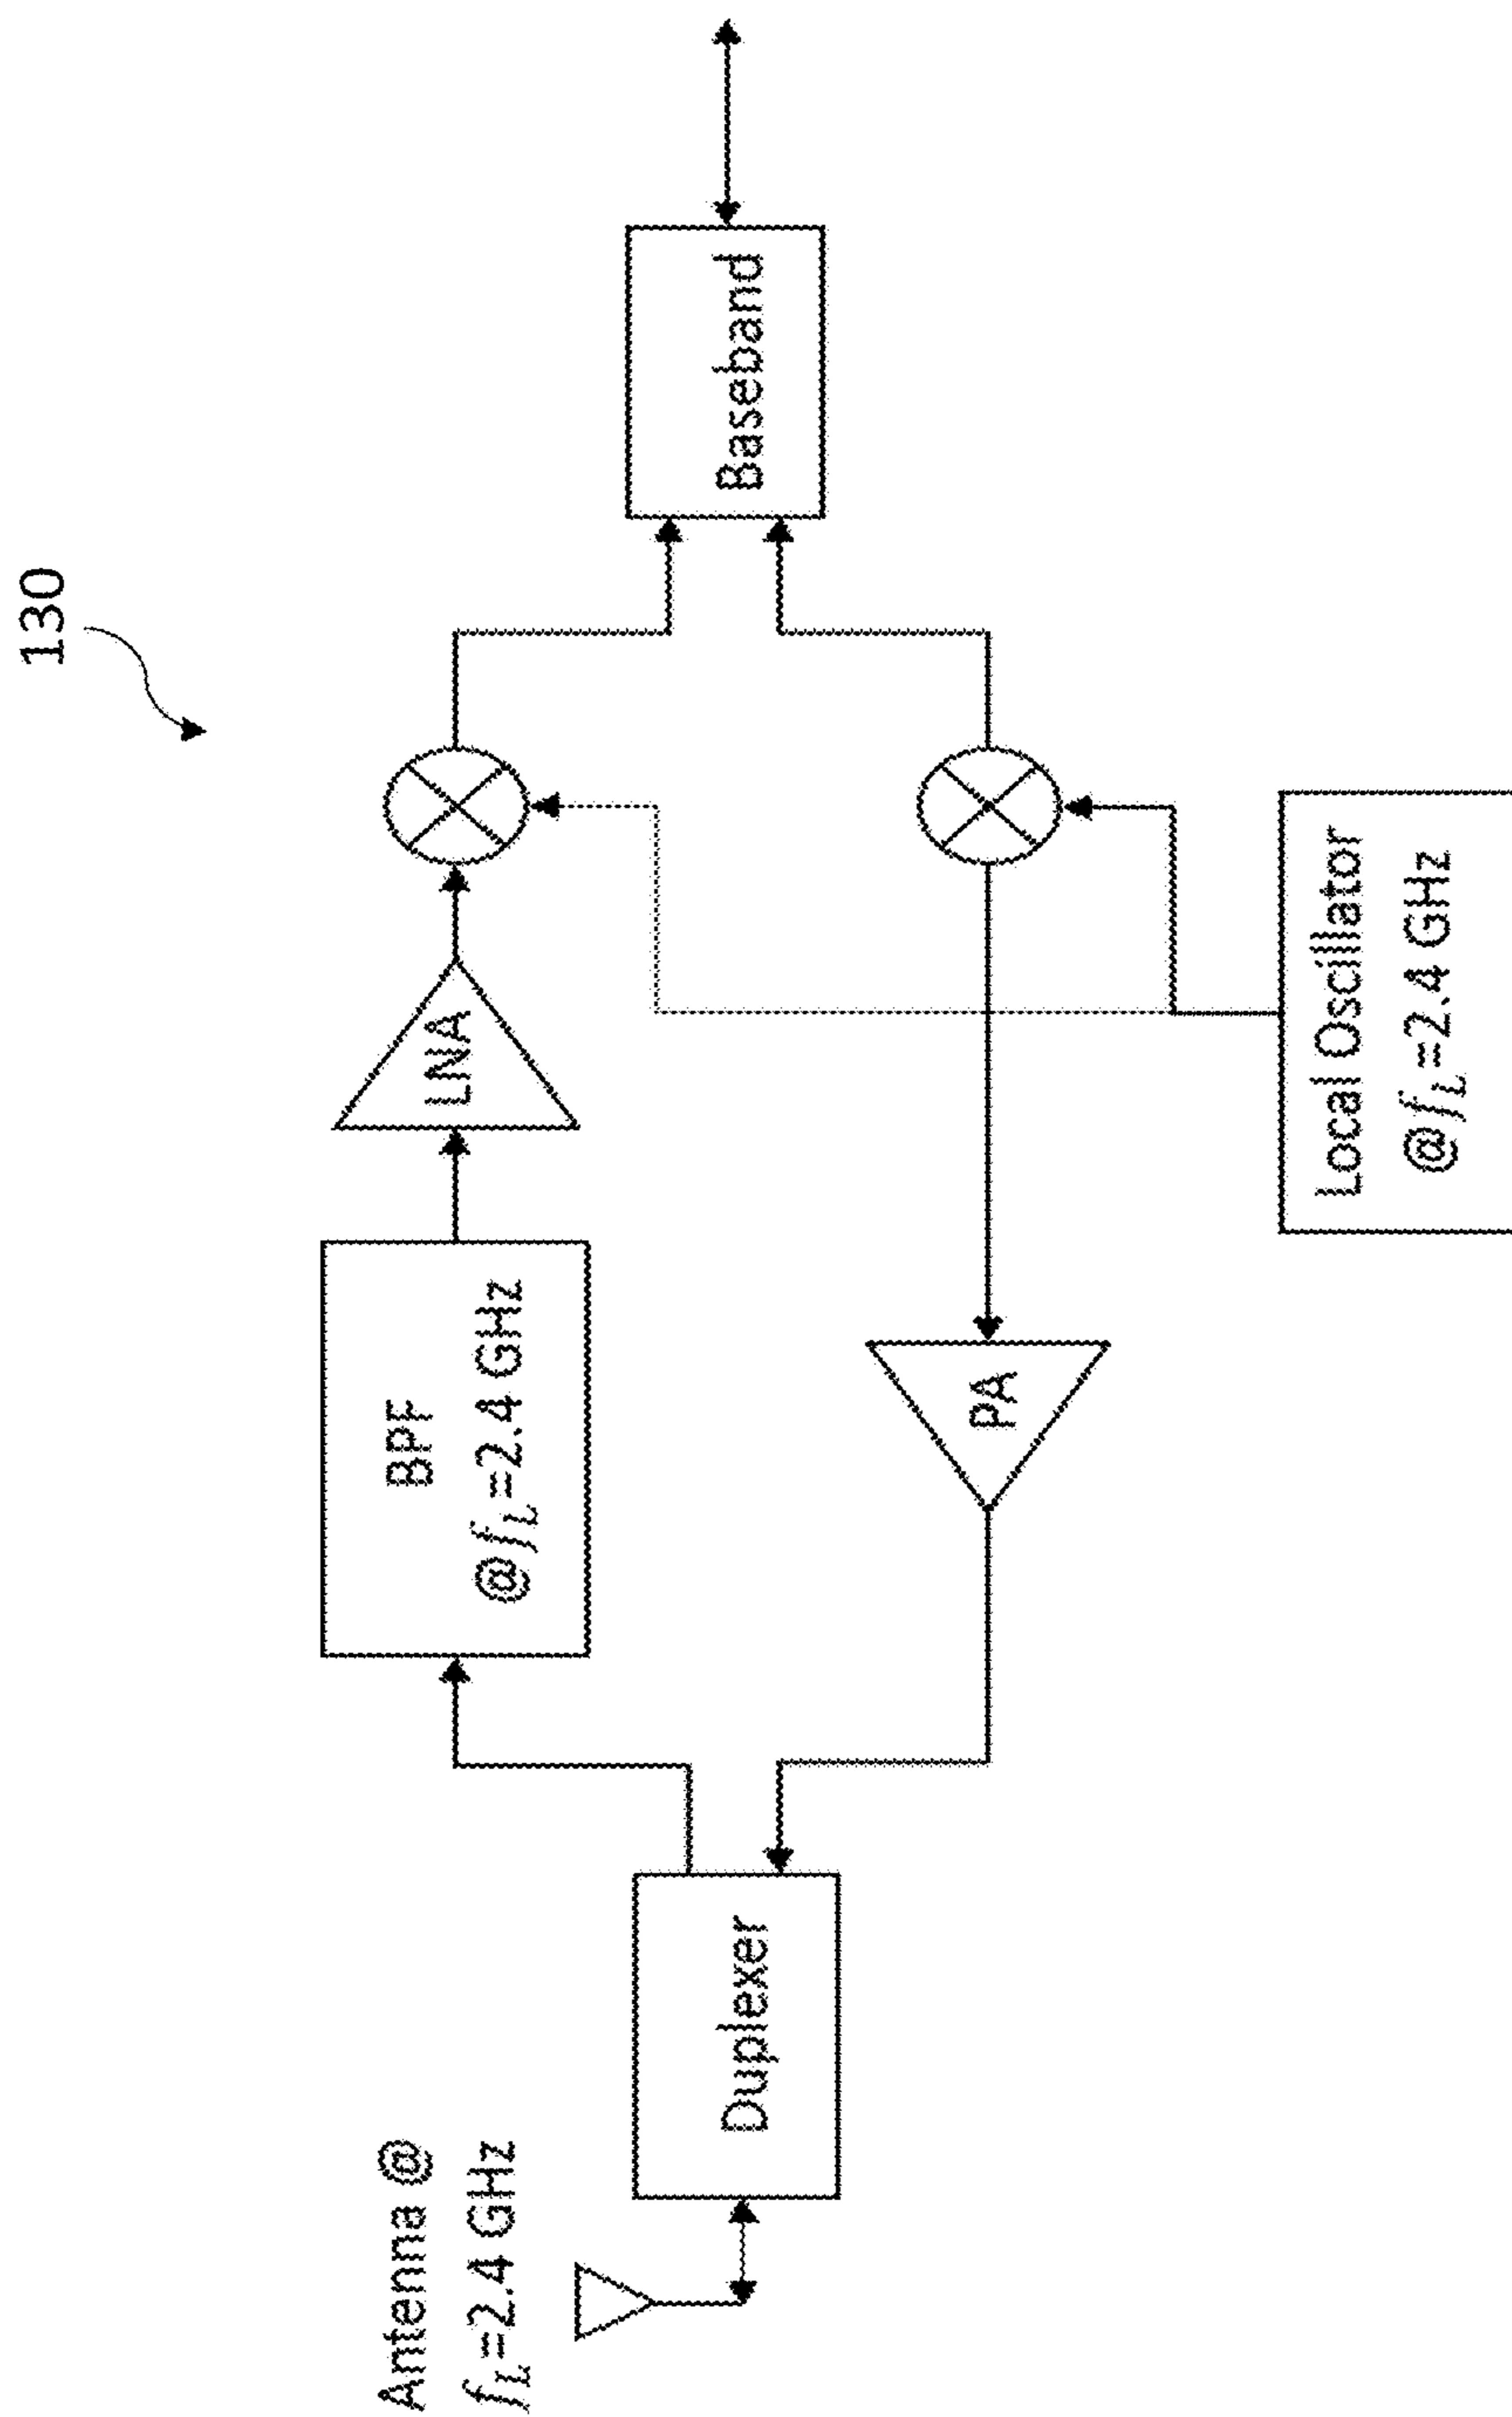 130
Antenna @
f_L=2.4 GHz
Duplexer
BPF
@f_L=2.4 GHz
LNA
PA
Baseband
Local Oscillator
@f_L=2.4 GHz